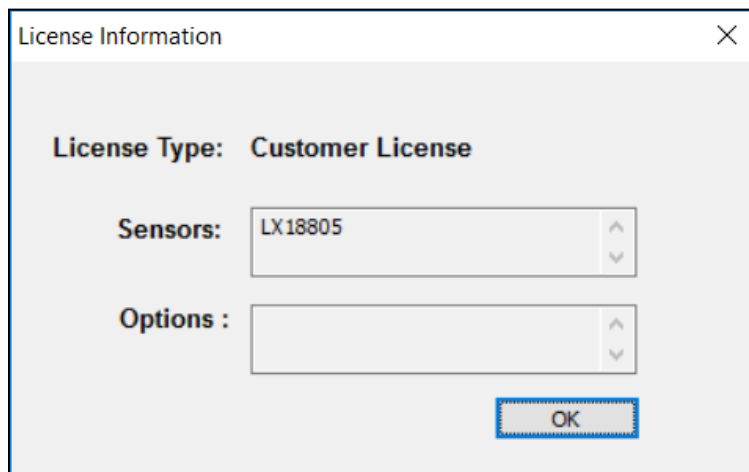 License Information
License Type: Customer License
Sensors: LX18805
Options :
OK